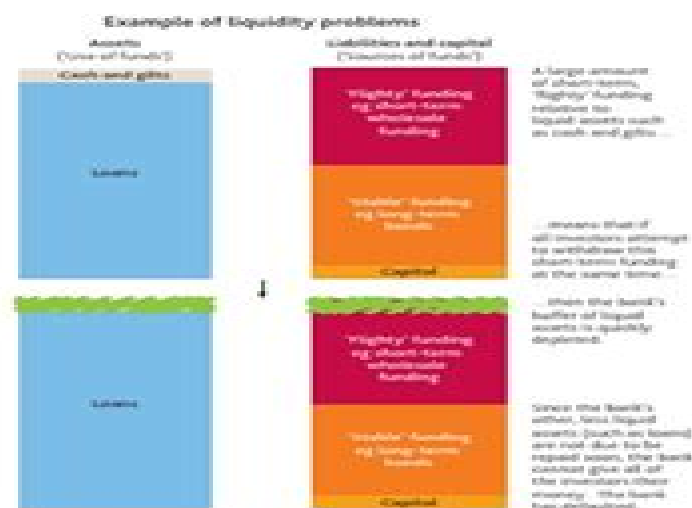 Example of liquidity problems
Assets
('Use of funds')
Liabilities and capital
('Sources of funds')
Cash and gilts
Loans
'Flighty' funding
eg short-term
wholesale
funding
'Stable' funding
eg long-term
bonds
Capital
A large amount
of short-term,
'flighty' funding
relative to
liquid assets such
as cash and gilts ...
... means that if
all investors attempt
to withdraw this
short-term funding
at the same time ...
... then the bank's
buffer of liquid
assets is quickly
depleted.
Loans
'Flighty' funding
eg short-term
wholesale
funding
'Stable' funding
eg long-term
bonds
Capital
Since the bank's
other, less liquid
assets (such as loans)
are not due to be
repaid soon, the bank
cannot give all of
the investors their
money. The bank
has defaulted.